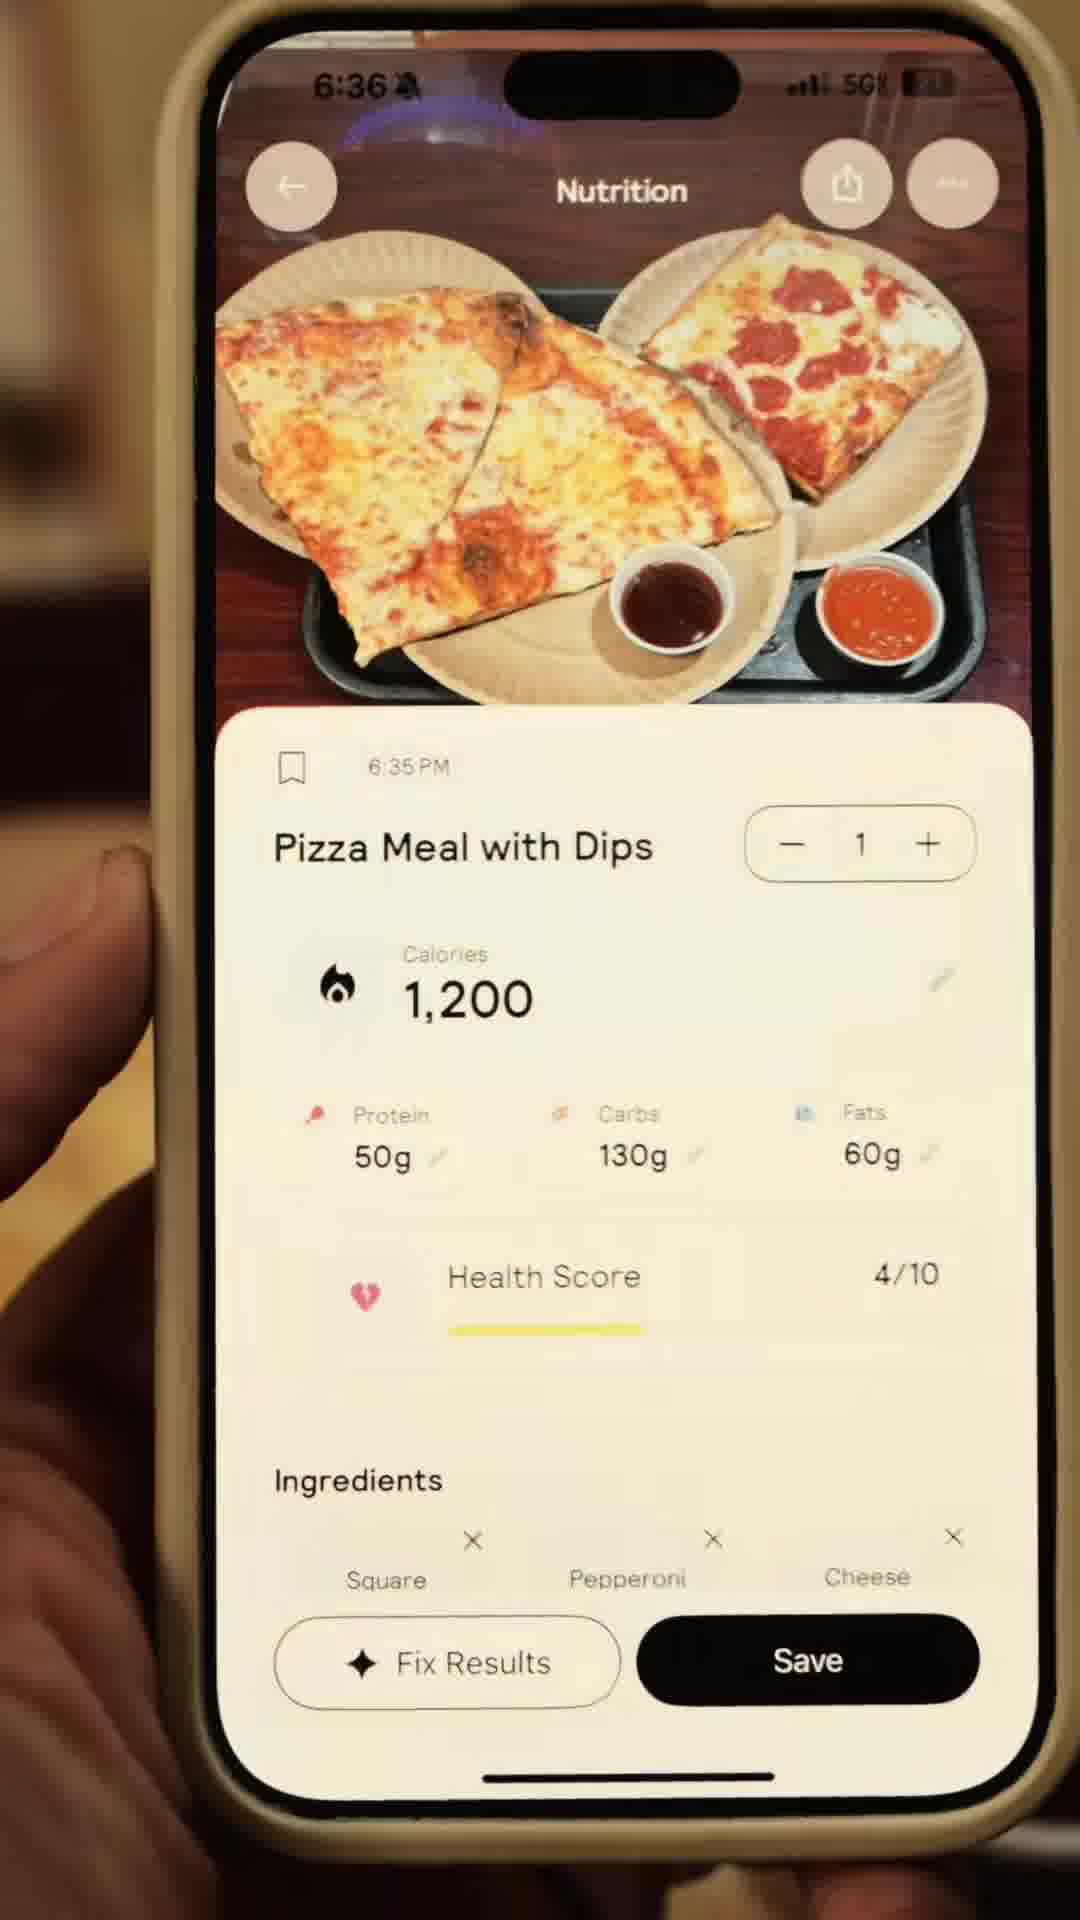 6:36
5G
Nutrition
6:35 PM
Pizza Meal with Dips
1
Calories
1,200
Protein
Carbs
Fats
50g
130g
60g
Health Score
4/10
Ingredients
Square
Pepperoni
Cheese
Fix Results
Save